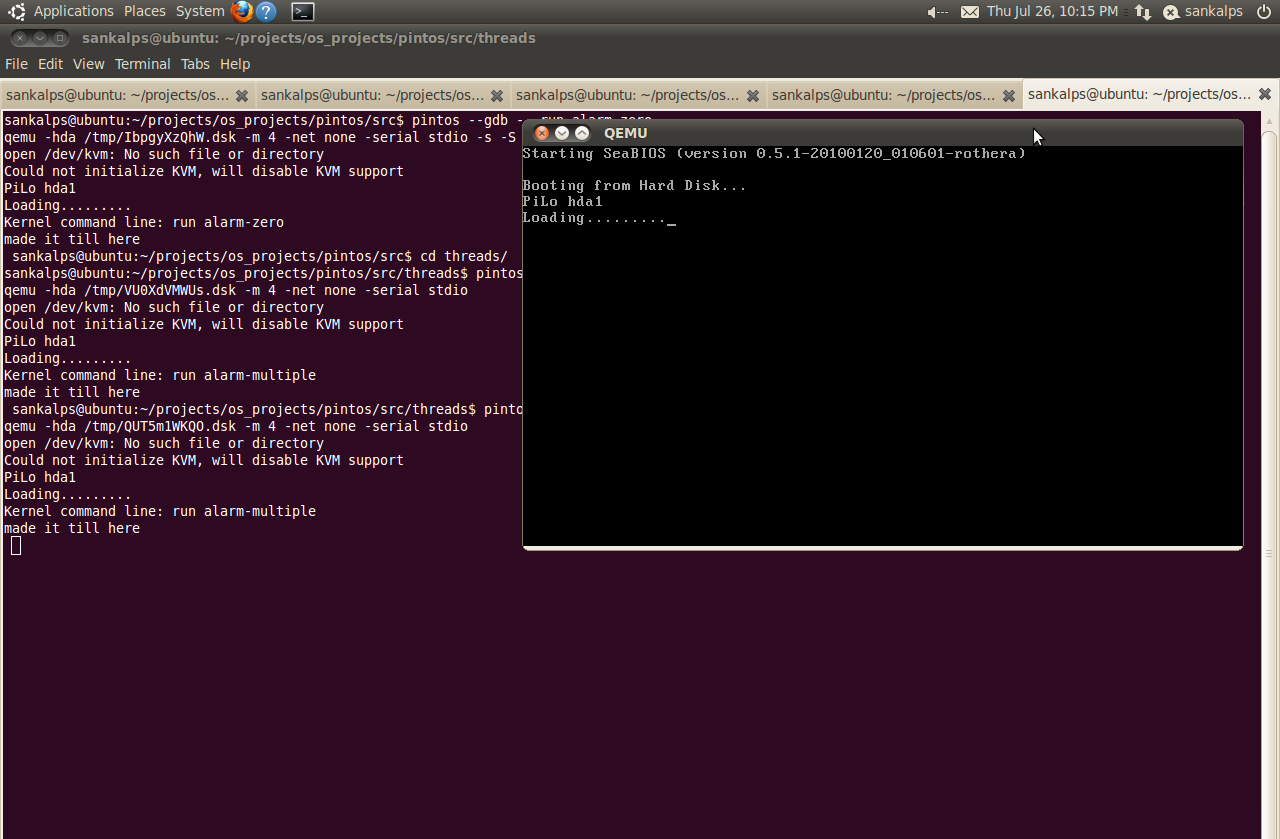 Applications Places System Thu Jul 26, 10:15 PM sankalps
sankalps@ubuntu: ~/projects/os_projects/pintos/src/threads
File Edit View Terminal Tabs Help
sankalps@ubuntu: ~/projects/os... sankalps@ubuntu: ~/projects/os... sankalps@ubuntu: ~/projects/os... sankalps@ubuntu: ~/projects/os... sankalps@ubuntu: ~/projects/os...
sankalps@ubuntu:~/projects/os_projects/pintos/src$ pintos --gdb
qemu -hda /tmp/IbpgyXzQhW.dsk -m 4 -net none -serial stdio -s -S
open /dev/kvm: No such file or directory
Could not initialize KVM, will disable KVM support
PiLo hda1
Loading.........
Kernel command line: run alarm-zero
made it till here
sankalps@ubuntu:~/projects/os_projects/pintos/src$ cd threads/
sankalps@ubuntu:~/projects/os_projects/pintos/src/threads$ pintos
qemu -hda /tmp/VU0XdVMWUs.dsk -m 4 -net none -serial stdio
open /dev/kvm: No such file or directory
Could not initialize KVM, will disable KVM support
PiLo hda1
Loading.........
Kernel command line: run alarm-multiple
made it till here
sankalps@ubuntu:~/projects/os_projects/pintos/src/threads$ pinto
qemu -hda /tmp/QUT5m1WKQO.dsk -m 4 -net none -serial stdio
open /dev/kvm: No such file or directory
Could not initialize KVM, will disable KVM support
PiLo hda1
Loading.........
Kernel command line: run alarm-multiple
made it till here
QEMU
Starting SeaBIOS (version 0.5.1-20100120_010601-rothera)
Booting from Hard Disk...
PiLo hda1
Loading........._